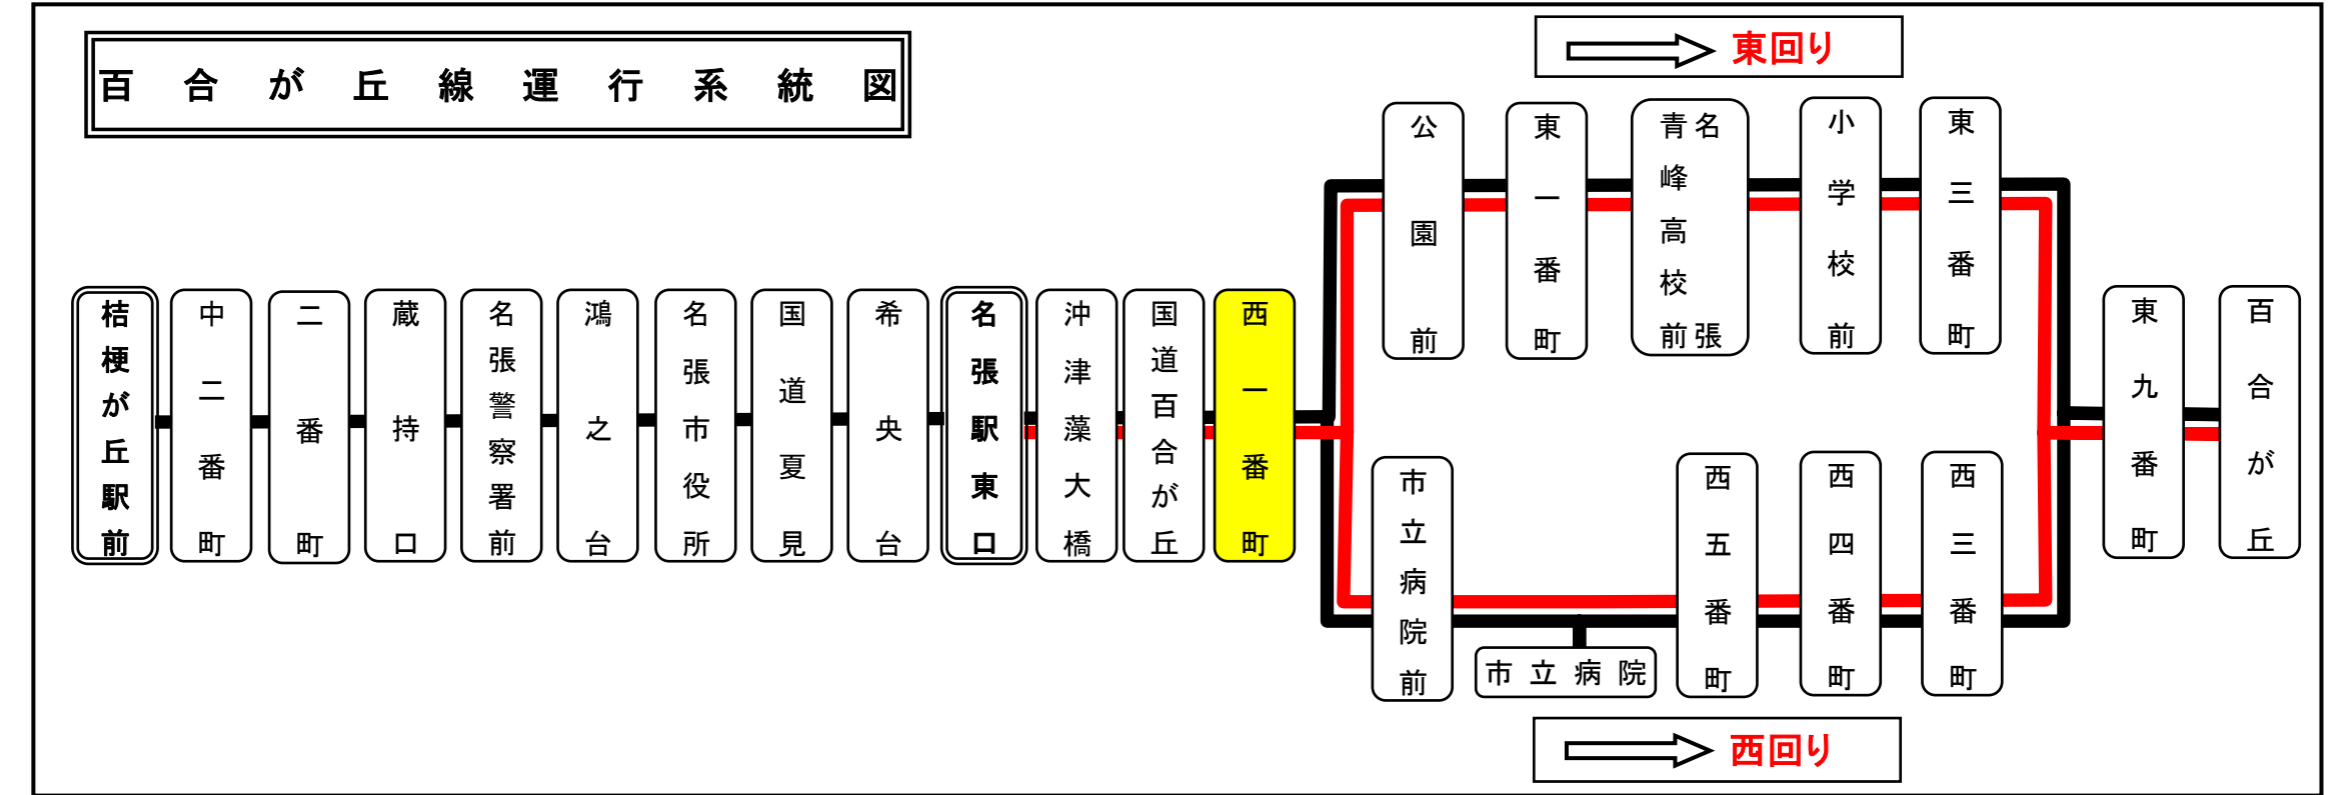 百合が丘線運行系統図
東回り
公園前
東一番町
名張
青峰高校前
小学校前
東三番町
桔梗が丘駅前
中二番町
二番町
蔵持口
名張警察署前
鴻之台
名張市役所
国道夏見
希央台
名張駅東口
沖津藻大橋
国道百合が丘
西一番町
東九番町
百合が丘
市立病院前
市立病院
西五番町
西四番町
西三番町
西回り